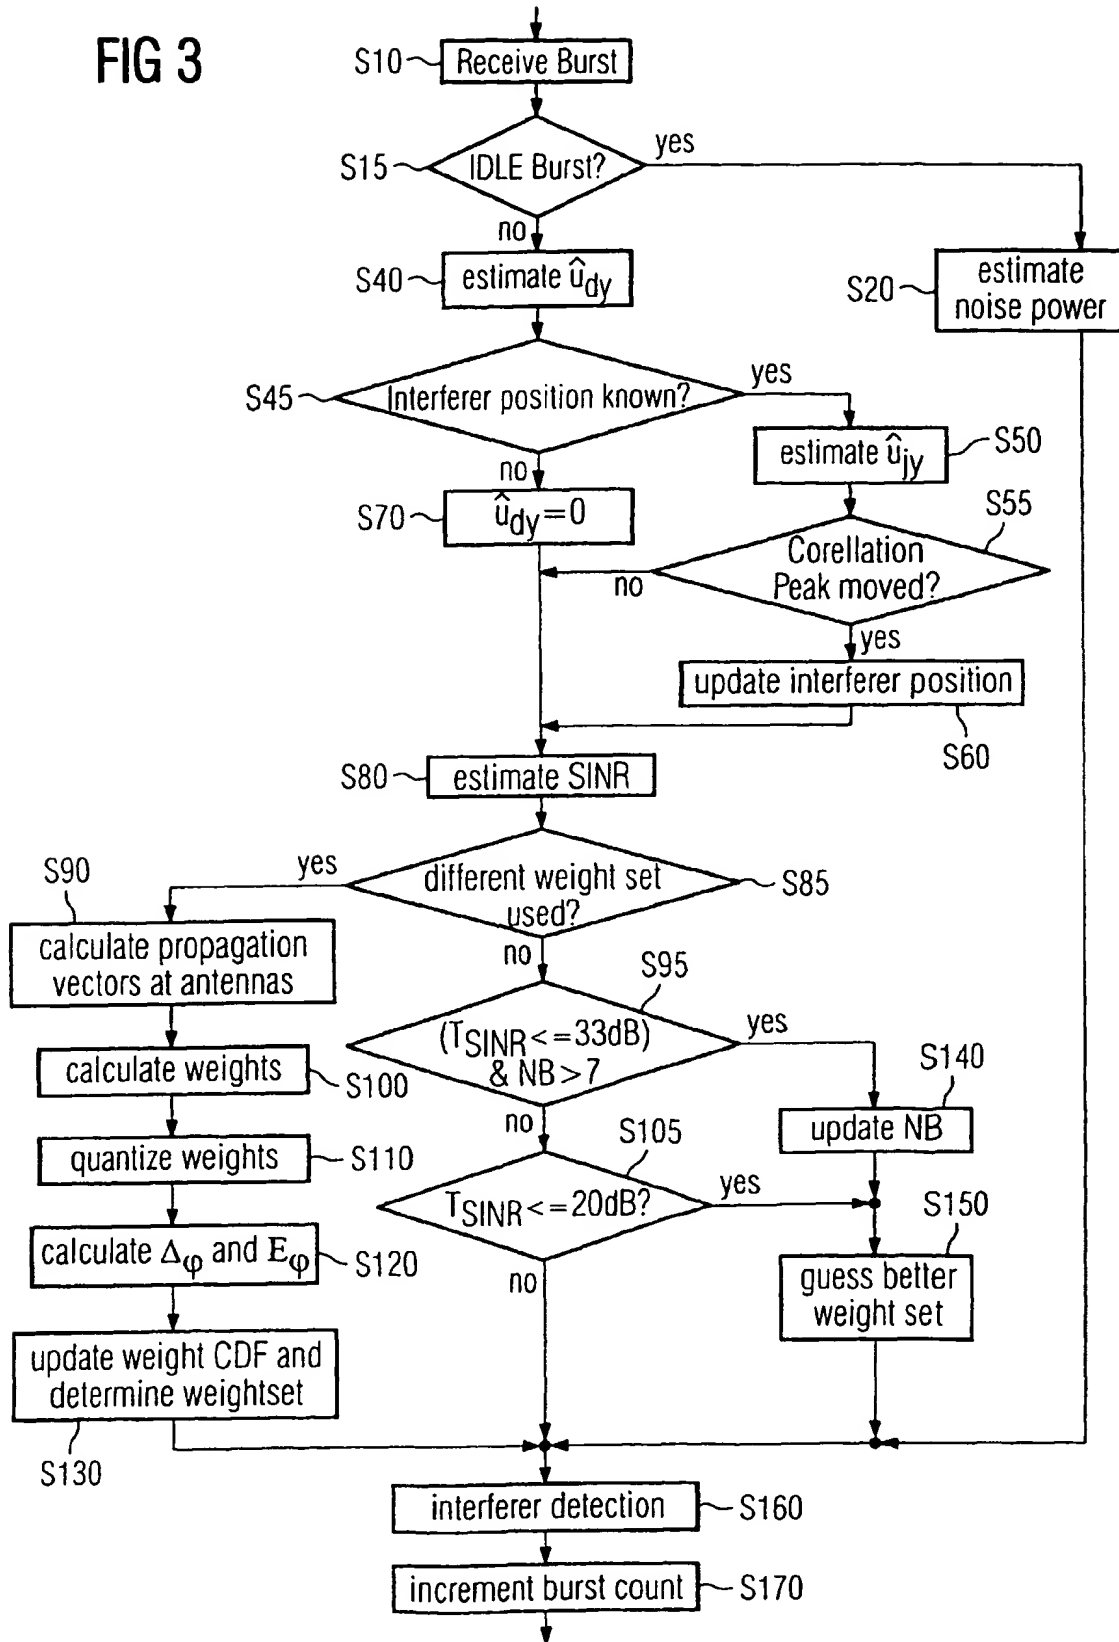 FIG 3
S10
Receive Burst
S15
IDLE Burst?
yes
no
S40
estimate û_dy
S20
estimate
noise power
S45
Interferer position known?
yes
no
S50
estimate û_jy
S70
û_dy=0
S55
Corellation
Peak moved?
no
yes
update interferer position
S60
S80
estimate SINR
S85
different weight set
used?
yes
no
S90
calculate propagation
vectors at antennas
S95
(T_SINR<=33dB)
& NB>7
yes
no
calculate weights
S100
S140
update NB
quantize weights
S110
S105
T_SINR<=20dB?
yes
no
calculate Δ_φ and E_φ
S120
S150
guess better
weight set
update weight CDF and
determine weightset
S130
interferer detection
S160
increment burst count
S170